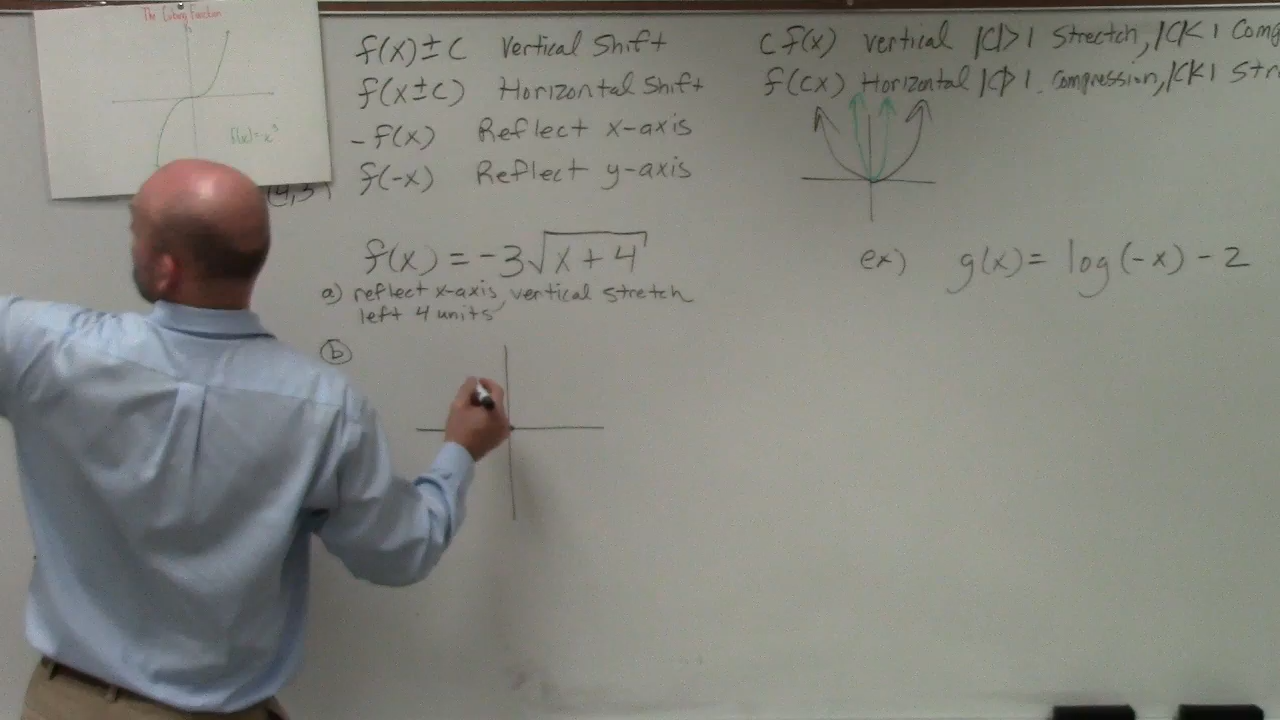 The Cubing Function
f(x) = x³
f(x) ± C Vertical Shift
f(x±c) Horizontal Shift
-f(x) Reflect x-axis
f(-x) Reflect y-axis
c f(x) vertical |C|>1 Stretch, |C|<1 Comp
f(cx) Horizontal |C|>1 Compression, |C|<1 Str
f(x) = -3√(x + 4)
a) reflect x-axis, vertical stretch
left 4 units
b
ex) g(x) = log(-x) - 2